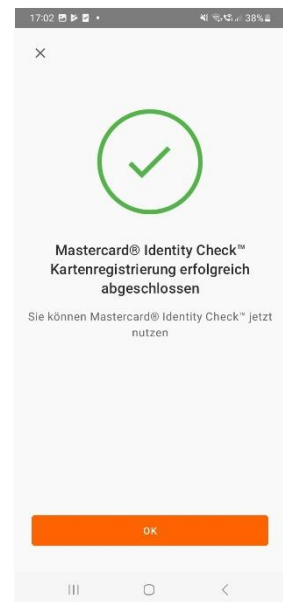 17:02
38%
Mastercard® Identity Check™
Kartenregistrierung erfolgreich
abgeschlossen
Sie können Mastercard® Identity Check™ jetzt
nutzen
OK